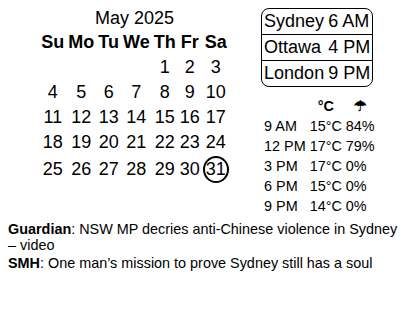 May 2025
Su Mo Tu We Th Fr Sa
1 2 3
4 5 6 7 8 9 10
11 12 13 14 15 16 17
18 19 20 21 22 23 24
25 26 27 28 29 30 31
Sydney 6 AM
Ottawa 4 PM
London 9 PM
°C ☂
9 AM 15°C 84%
12 PM 17°C 79%
3 PM 17°C 0%
6 PM 15°C 0%
9 PM 14°C 0%
Guardian: NSW MP decries anti-Chinese violence in Sydney
– video
SMH: One man’s mission to prove Sydney still has a soul